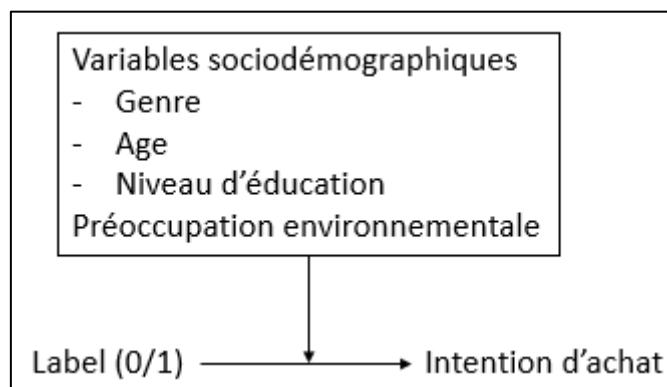 Variables sociodémographiques
- Genre
- Age
- Niveau d'éducation
Préoccupation environnementale
Label (0/1)
Intention d'achat